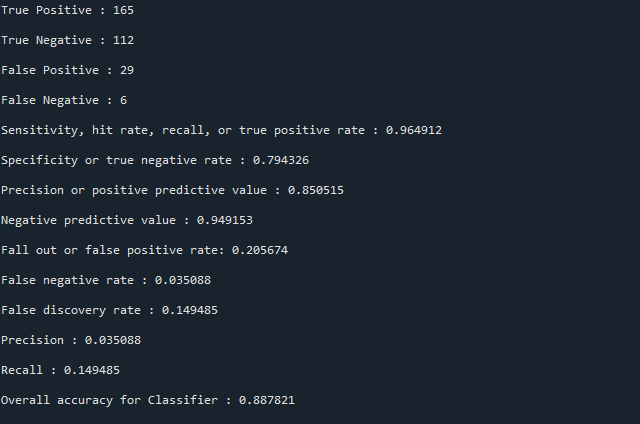 True Positive : 165
True Negative : 112
False Positive : 29
False Negative : 6
Sensitivity, hit rate, recall, or true positive rate : 0.964912
Specificity or true negative rate : 0.794326
Precision or positive predictive value : 0.850515
Negative predictive value : 0.949153
Fall out or false positive rate: 0.205674
False negative rate : 0.035088
False discovery rate : 0.149485
Precision : 0.035088
Recall : 0.149485
Overall accuracy for Classifier : 0.887821